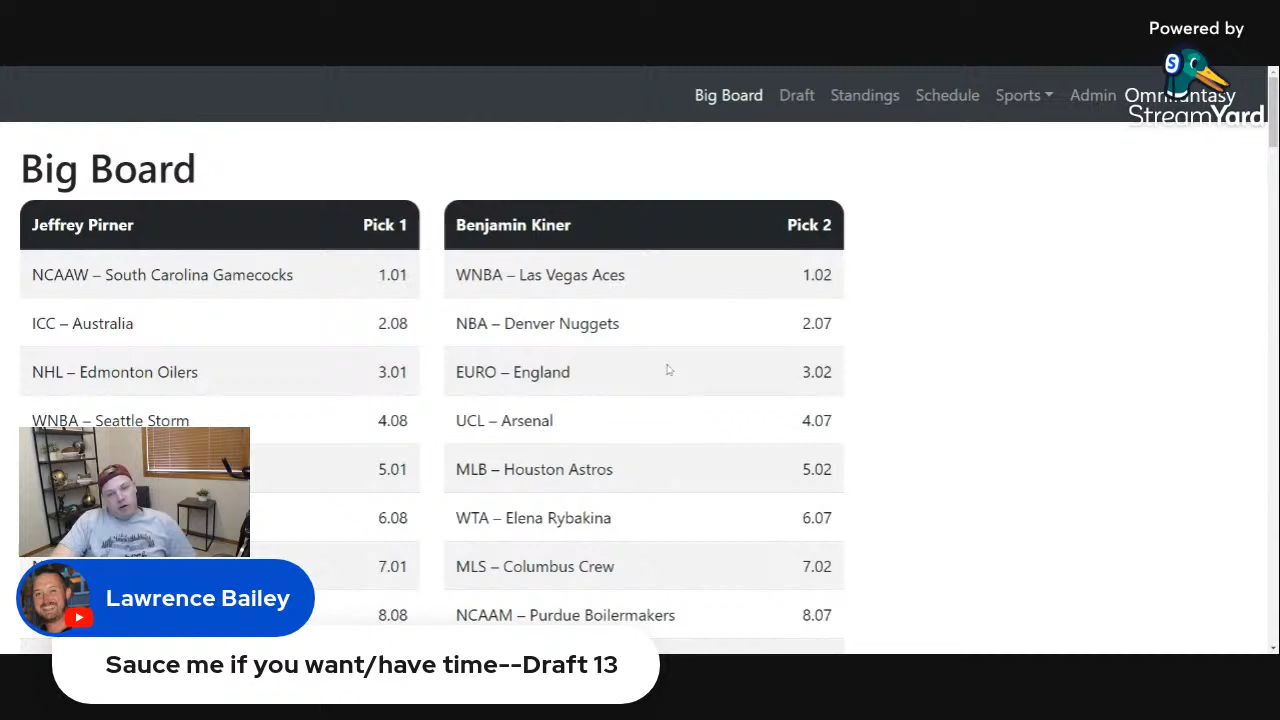 Powered by
Big Board Draft Standings Schedule Sports Admin Omnifantasy
StreamYard
Big Board
Jeffrey Pirner Pick 1
NCAAW – South Carolina Gamecocks 1.01
ICC – Australia 2.08
NHL – Edmonton Oilers 3.01
WNBA – Seattle Storm 4.08
5.01
6.08
7.01
8.08
Benjamin Kiner Pick 2
WNBA – Las Vegas Aces 1.02
NBA – Denver Nuggets 2.07
EURO – England 3.02
UCL – Arsenal 4.07
MLB – Houston Astros 5.02
WTA – Elena Rybakina 6.07
MLS – Columbus Crew 7.02
NCAAM – Purdue Boilermakers 8.07
Lawrence Bailey
Sauce me if you want/have time--Draft 13